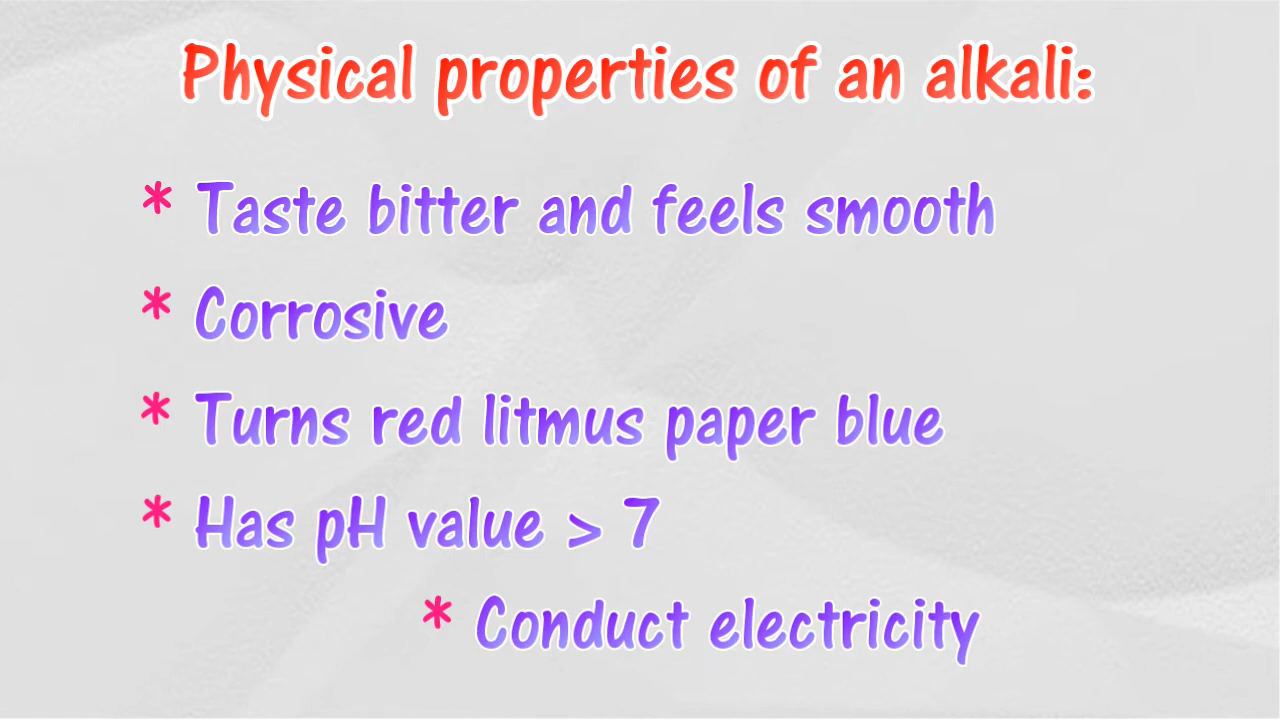 Physical properties of an alkali:
* Taste bitter and feels smooth
* Corrosive
* Turns red litmus paper blue
* Has pH value > 7
* Conduct electricity